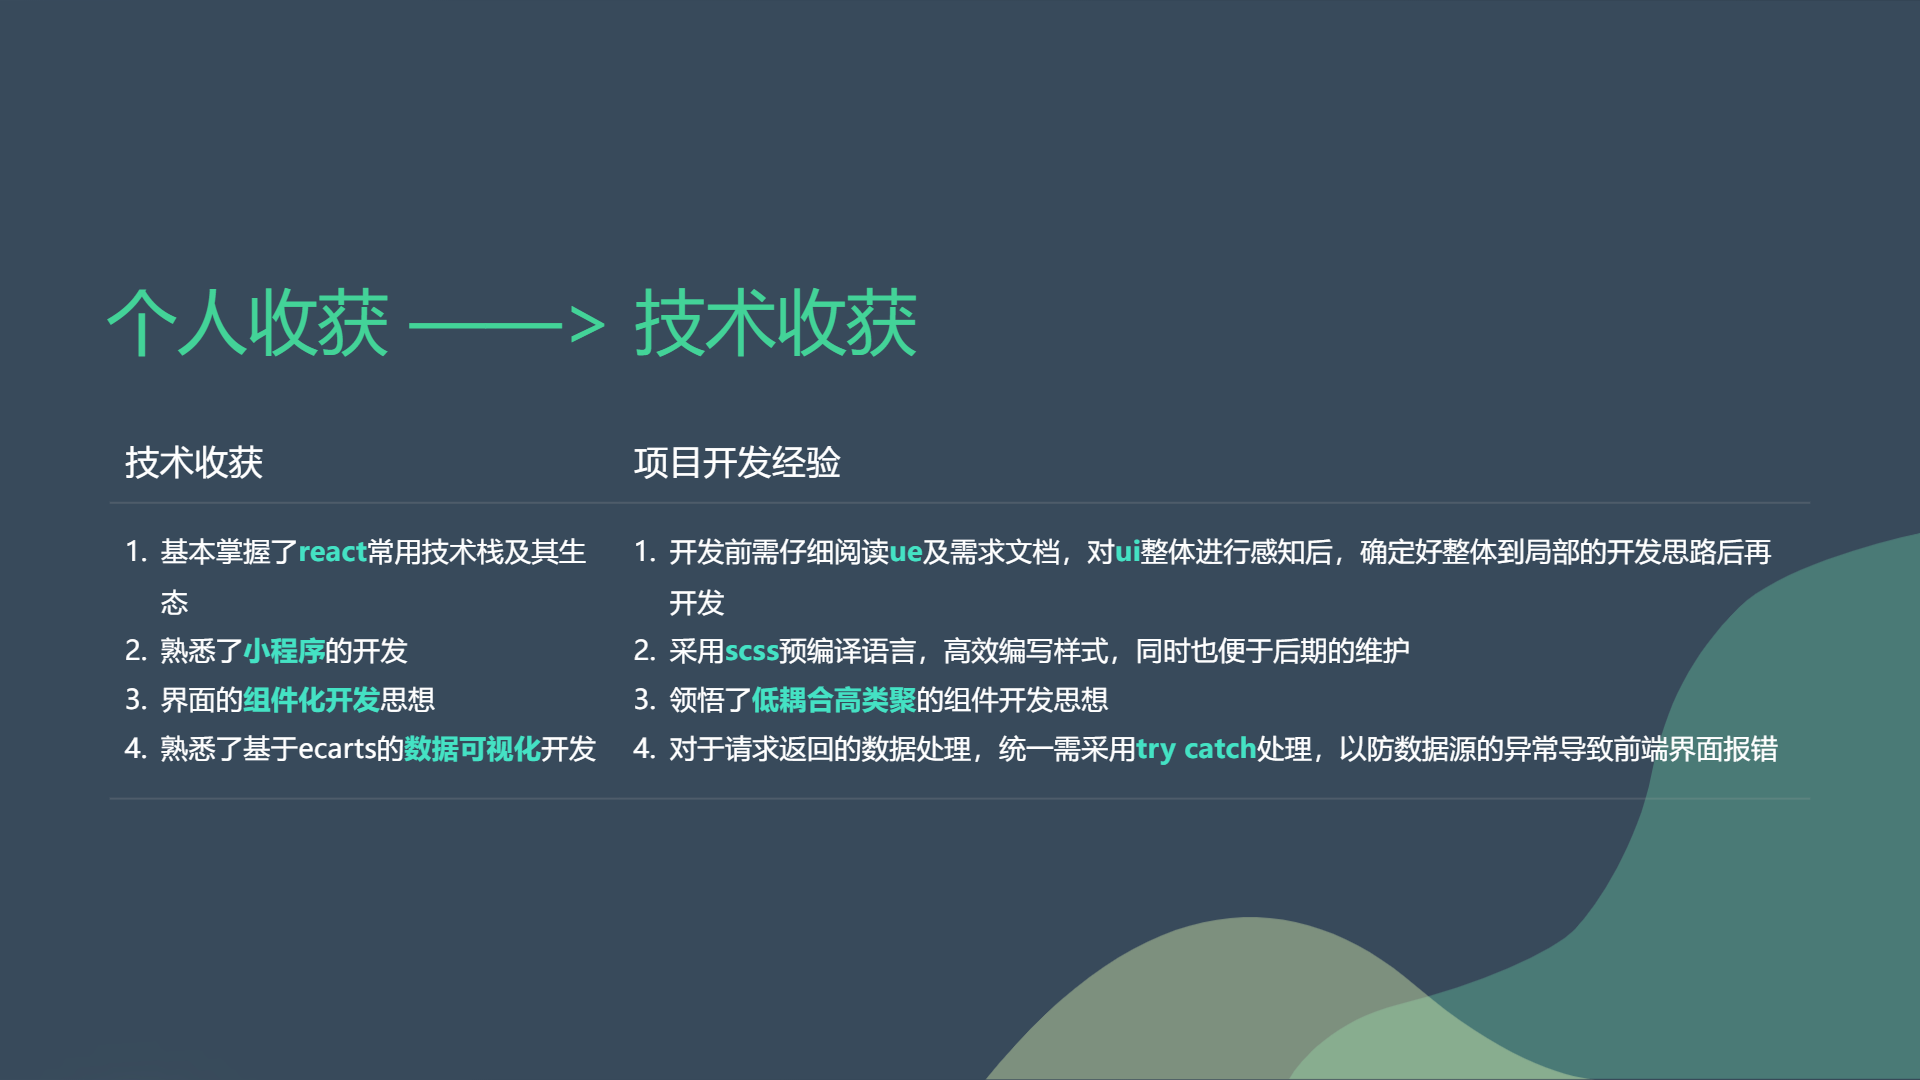 个人收获 ———> 技术收获
技术收获
1. 基本掌握了react常用技术栈及其生
态
2. 熟悉了小程序的开发
3. 界面的组件化开发思想
4. 熟悉了基于ecarts的数据可视化开发
项目开发经验
1. 开发前需仔细阅读ue及需求文档，对ui整体进行感知后，确定好整体到局部的开发思路后再
开发
2. 采用scss预编译语言，高效编写样式，同时也便于后期的维护
3. 领悟了低耦合高类聚的组件开发思想
4. 对于请求返回的数据处理，统一需采用try catch处理，以防数据源的异常导致前端界面报错